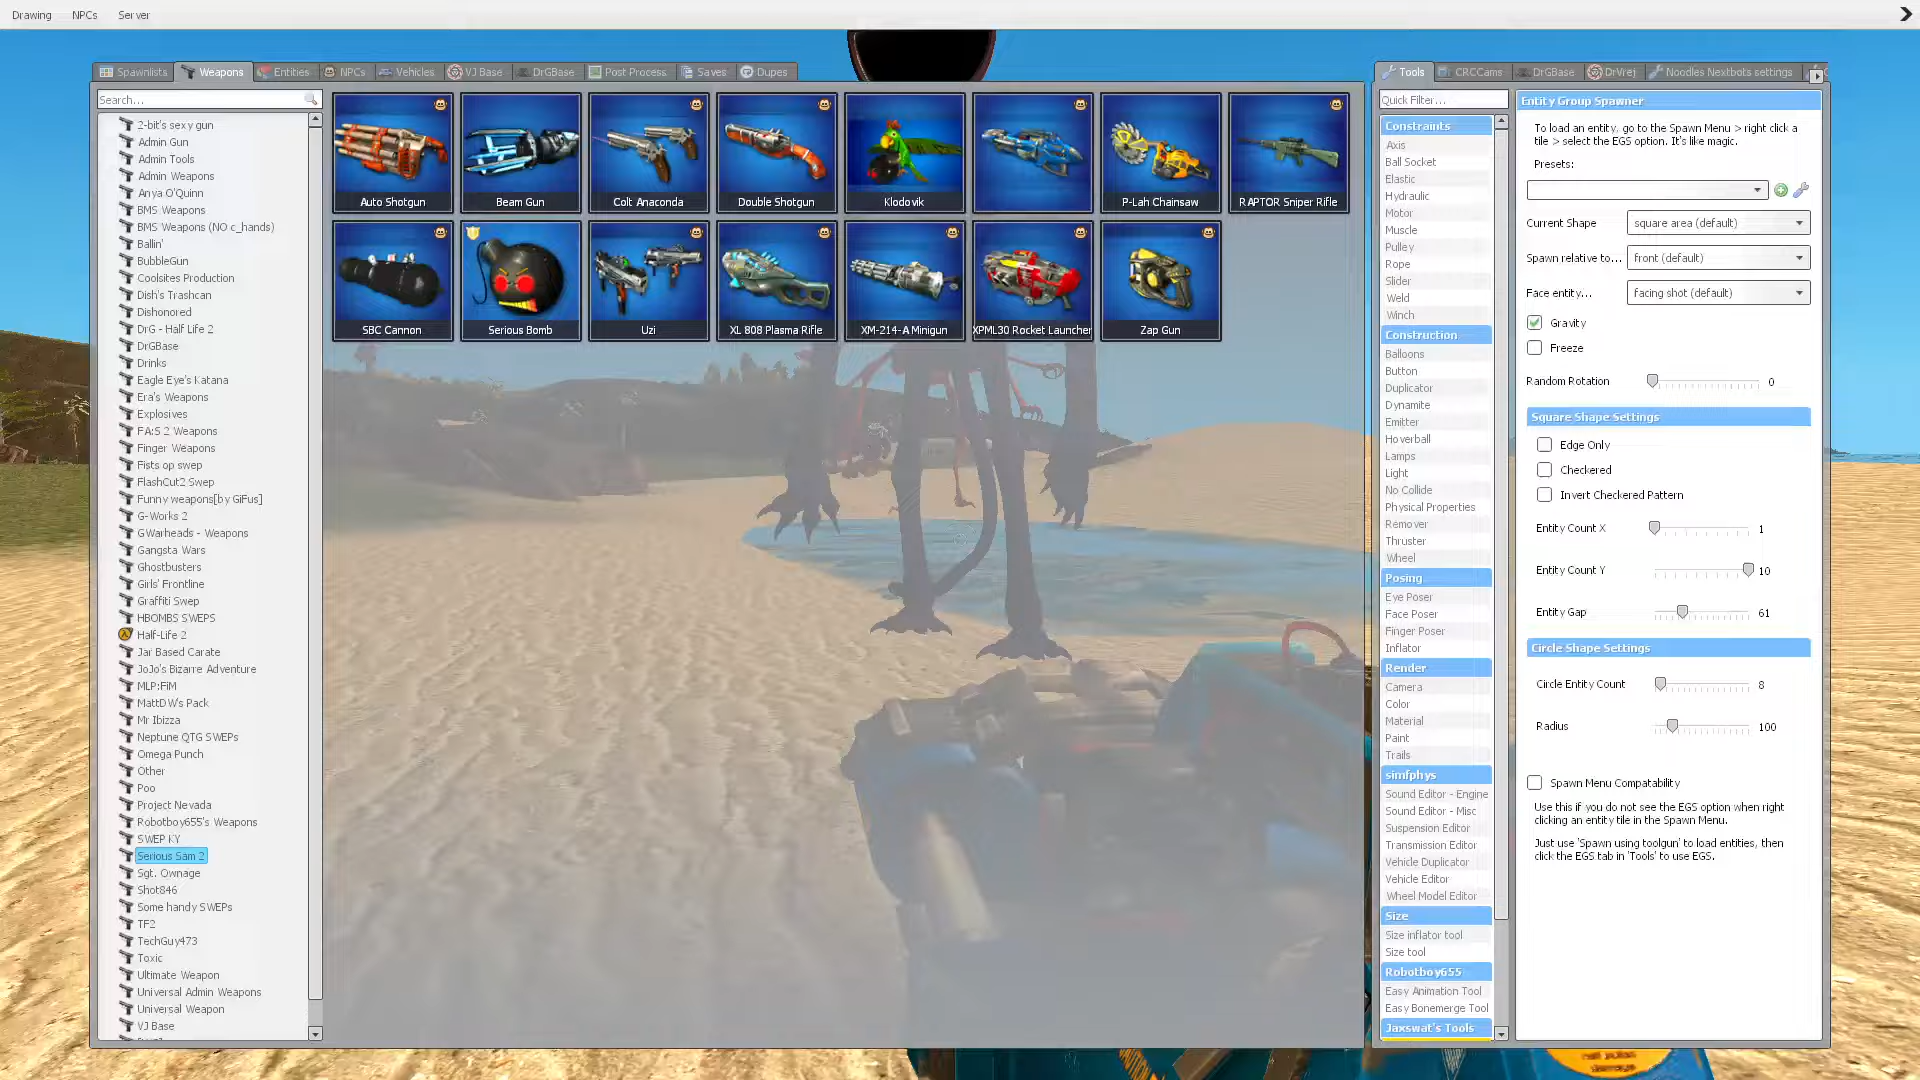 Drawing NPCs Server
Spawnlists Weapons Entities NPCs Vehicles VJ Base DrGBase Post Process Saves Dupes
Search...
2-bit's sexy gun
Admin Gun
Admin Tools
Admin Weapons
Anya O'Quinn
BMS Weapons
BMS Weapons (NO c_hands)
Ballin'
BubbleGun
Coolsites Production
Dish's Trashcan
Dishonored
DrG - Half Life 2
DrGBase
Drinks
Eagle Eye's Katana
Era's Weapons
Explosives
FA:S 2 Weapons
Finger Weapons
Fists op swep
FlashCut2 Swep
Funny weapons[by GiFus]
G-Works 2
GWarheads - Weapons
Gangsta Wars
Ghostbusters
Girls' Frontline
Graffiti Swep
HBOMBS SWEPS
Half-Life 2
Jar Based Carate
JoJo's Bizarre Adventure
MLP:FiM
MattDW's Pack
Mr Ibizza
Neptune QTG SWEPs
Omega Punch
Other
Poo
Project Nevada
Robotboy655's Weapons
SWEP KY
Serious Sam 2
Sgt. Ownage
Shot846
Some handy SWEPs
TF2
TechGuy473
Toxic
Ultimate Weapon
Universal Admin Weapons
Universal Weapon
VJ Base
Auto Shotgun
Beam Gun
Colt Anaconda
Double Shotgun
Klodovik
P-Lah Chainsaw
RAPTOR Sniper Rifle
SBC Cannon
Serious Bomb
Uzi
XL 808 Plasma Rifle
XM-214-A Minigun
XPML30 Rocket Launcher
Zap Gun
Tools CRCCams DrGBase DrVrej Noodles Nextbots settings
Quick Filter...
Constraints
Axis
Ball Socket
Elastic
Hydraulic
Motor
Muscle
Pulley
Rope
Slider
Weld
Winch
Construction
Balloons
Button
Duplicator
Dynamite
Emitter
Hoverball
Lamps
Light
No Collide
Physical Properties
Remover
Thruster
Wheel
Posing
Eye Poser
Face Poser
Finger Poser
Inflator
Render
Camera
Color
Material
Paint
Trails
simfphys
Sound Editor - Engine
Sound Editor - Misc
Suspension Editor
Transmission Editor
Vehicle Duplicator
Vehicle Editor
Wheel Model Editor
Size
Size inflator tool
Size tool
Robotboy655
Easy Animation Tool
Easy Bonemerge Tool
Jaxswat's Tools
Entity Group Spawner
To load an entity, go to the Spawn Menu > right click a
tile > select the EGS option. It's like magic.
Presets:
Current Shape square area (default)
Spawn relative to... front (default)
Face entity... facing shot (default)
Gravity
Freeze
Random Rotation 0
Square Shape Settings
Edge Only
Checkered
Invert Checkered Pattern
Entity Count X 1
Entity Count Y 10
Entity Gap 61
Circle Shape Settings
Circle Entity Count 8
Radius 100
Spawn Menu Compatability
Use this if you do not see the EGS option when right
clicking an entity tile in the Spawn Menu.
Just use 'Spawn using toolgun' to load entities, then
click the EGS tab in 'Tools' to use EGS.